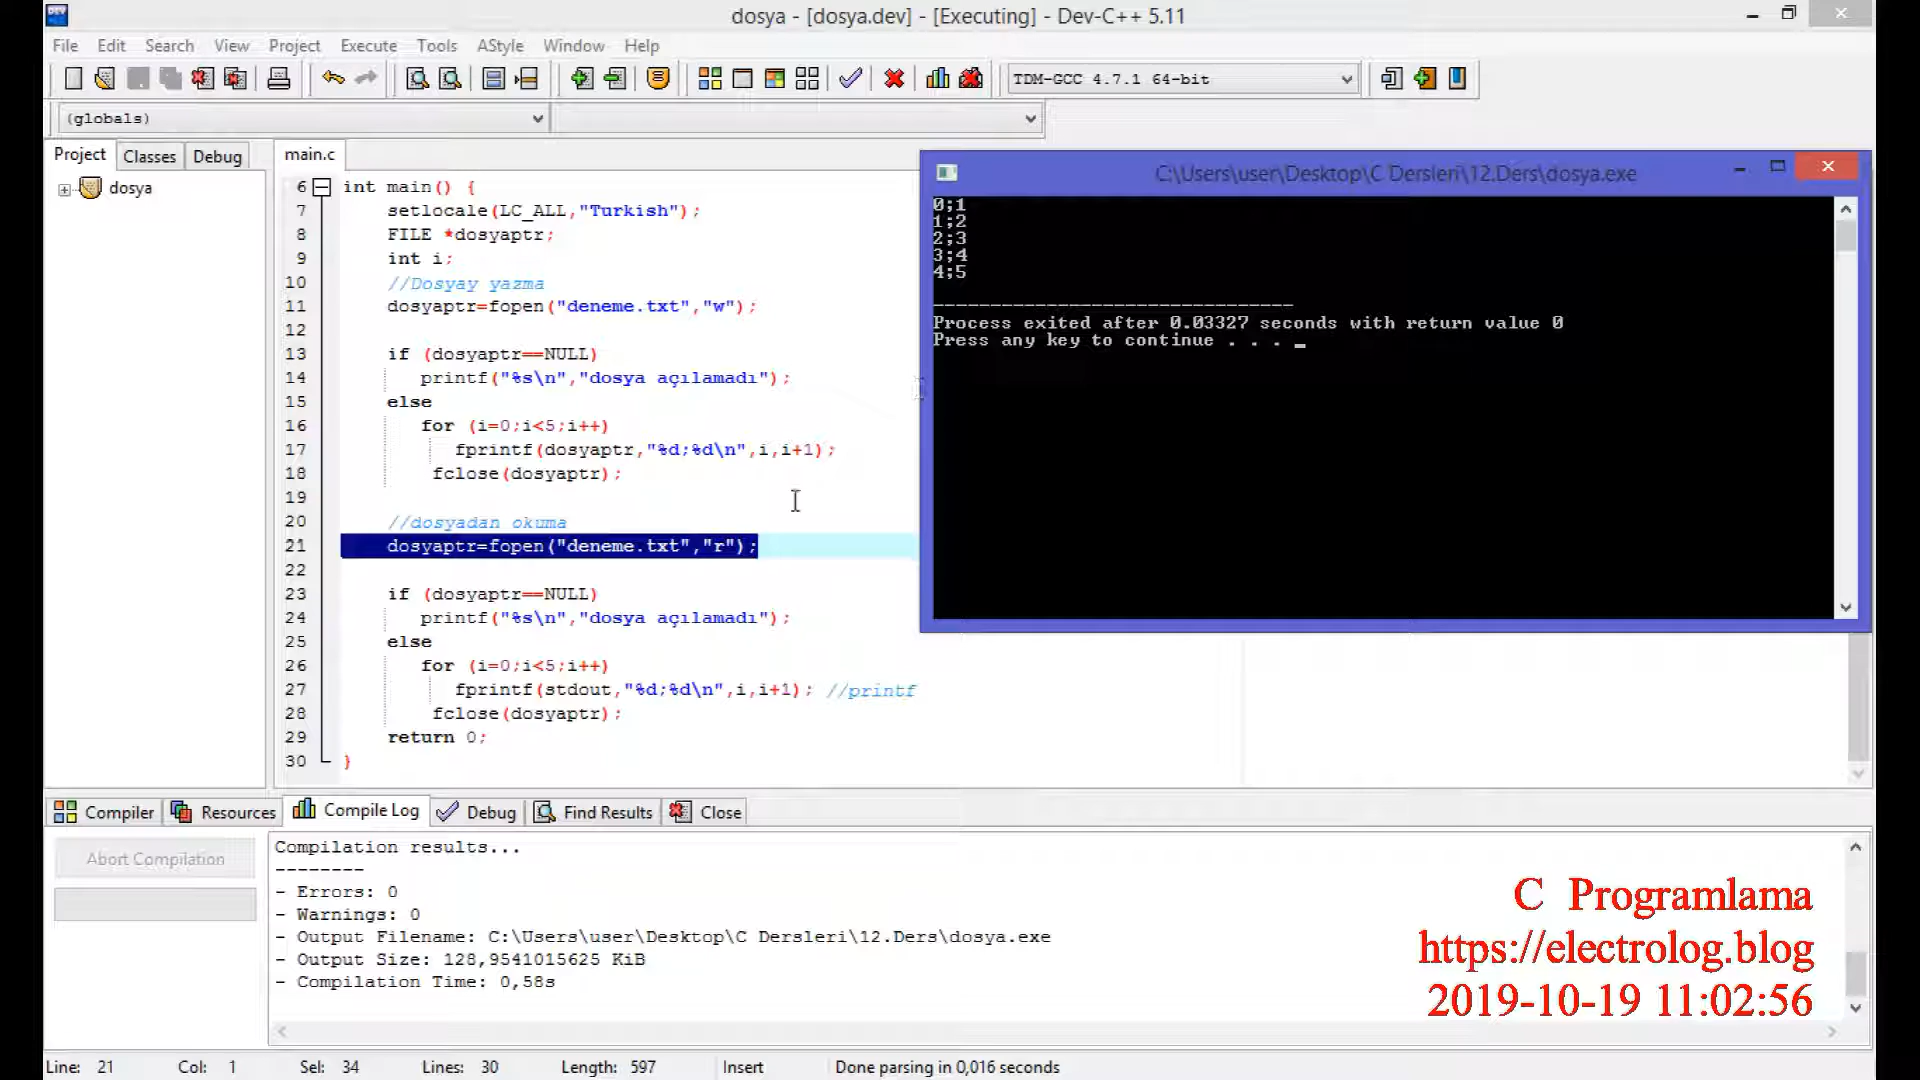 dosya - [dosya.dev] - [Executing] - Dev-C++ 5.11
File Edit Search View Project Execute Tools AStyle Window Help
TDM-GCC 4.7.1 64-bit
(globals)
Project Classes Debug
dosya
main.c
6 int main() {
7 setlocale(LC_ALL,"Turkish");
8 FILE *dosyaptr;
9 int i;
10 //Dosyay yazma
11 dosyaptr=fopen("deneme.txt","w");
12
13 if (dosyaptr==NULL)
14 printf("%s\n","dosya açılamadı");
15 else
16 for (i=0;i<5;i++)
17 fprintf(dosyaptr,"%d;%d\n",i,i+1);
18 fclose(dosyaptr);
19
20 //dosyadan okuma
21 dosyaptr=fopen("deneme.txt","r");
22
23 if (dosyaptr==NULL)
24 printf("%s\n","dosya açılamadı");
25 else
26 for (i=0;i<5;i++)
27 fprintf(stdout,"%d;%d\n",i,i+1); //printf
28 fclose(dosyaptr);
29 return 0;
30 }
C:\Users\user\Desktop\C Dersleri\12.Ders\dosya.exe
0;1
1;2
2;3
3;4
4;5
--------------------------------
Process exited after 0.03327 seconds with return value 0
Press any key to continue . . . _
Compiler Resources Compile Log Debug Find Results Close
Abort Compilation
Compilation results...
--------
- Errors: 0
- Warnings: 0
- Output Filename: C:\Users\user\Desktop\C Dersleri\12.Ders\dosya.exe
- Output Size: 128,9541015625 KiB
- Compilation Time: 0,58s
C Programlama
https://electrolog.blog
2019-10-19 11:02:56
Line: 21 Col: 1 Sel: 34 Lines: 30 Length: 597 Insert Done parsing in 0,016 seconds